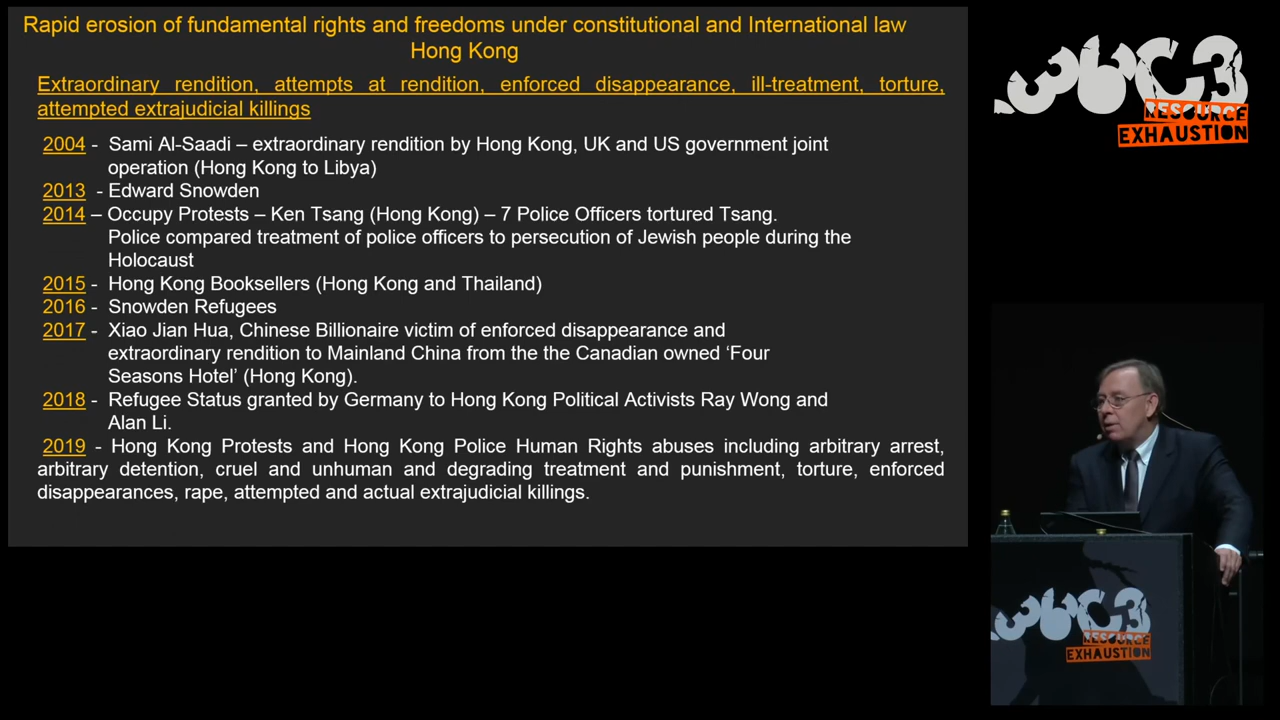 Rapid erosion of fundamental rights and freedoms under constitutional and International law
Hong Kong
Extraordinary rendition, attempts at rendition, enforced disappearance, ill-treatment, torture,
attempted extrajudicial killings
2004 - Sami Al-Saadi – extraordinary rendition by Hong Kong, UK and US government joint
operation (Hong Kong to Libya)
2013 - Edward Snowden
2014 – Occupy Protests – Ken Tsang (Hong Kong) – 7 Police Officers tortured Tsang.
Police compared treatment of police officers to persecution of Jewish people during the
Holocaust
2015 - Hong Kong Booksellers (Hong Kong and Thailand)
2016 - Snowden Refugees
2017 - Xiao Jian Hua, Chinese Billionaire victim of enforced disappearance and
extraordinary rendition to Mainland China from the the Canadian owned ‘Four
Seasons Hotel’ (Hong Kong).
2018 - Refugee Status granted by Germany to Hong Kong Political Activists Ray Wong and
Alan Li.
2019 - Hong Kong Protests and Hong Kong Police Human Rights abuses including arbitrary arrest,
arbitrary detention, cruel and unhuman and degrading treatment and punishment, torture, enforced
disappearances, rape, attempted and actual extrajudicial killings.
36C3
RESOURCE
EXHAUSTION
36C3
RESOURCE
EXHAUSTION